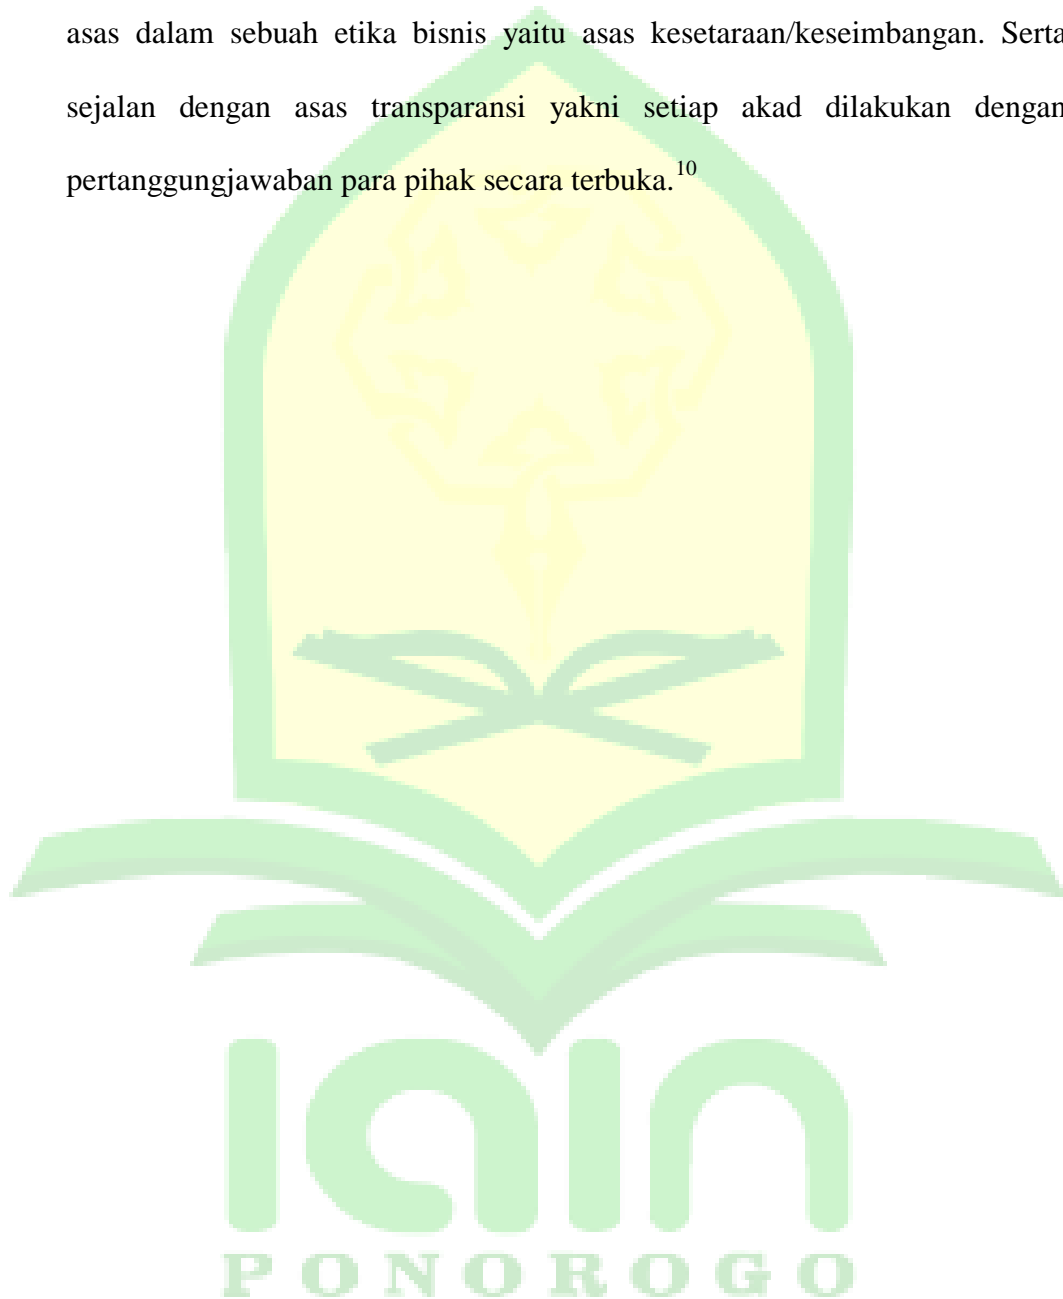 asas dalam sebuah etika bisnis yaitu asas kesetaraan/keseimbangan. Serta
sejalan dengan asas transparansi yakni setiap akad dilakukan dengan
pertanggungjawaban para pihak secara terbuka.10
IAIN
PONOROGO